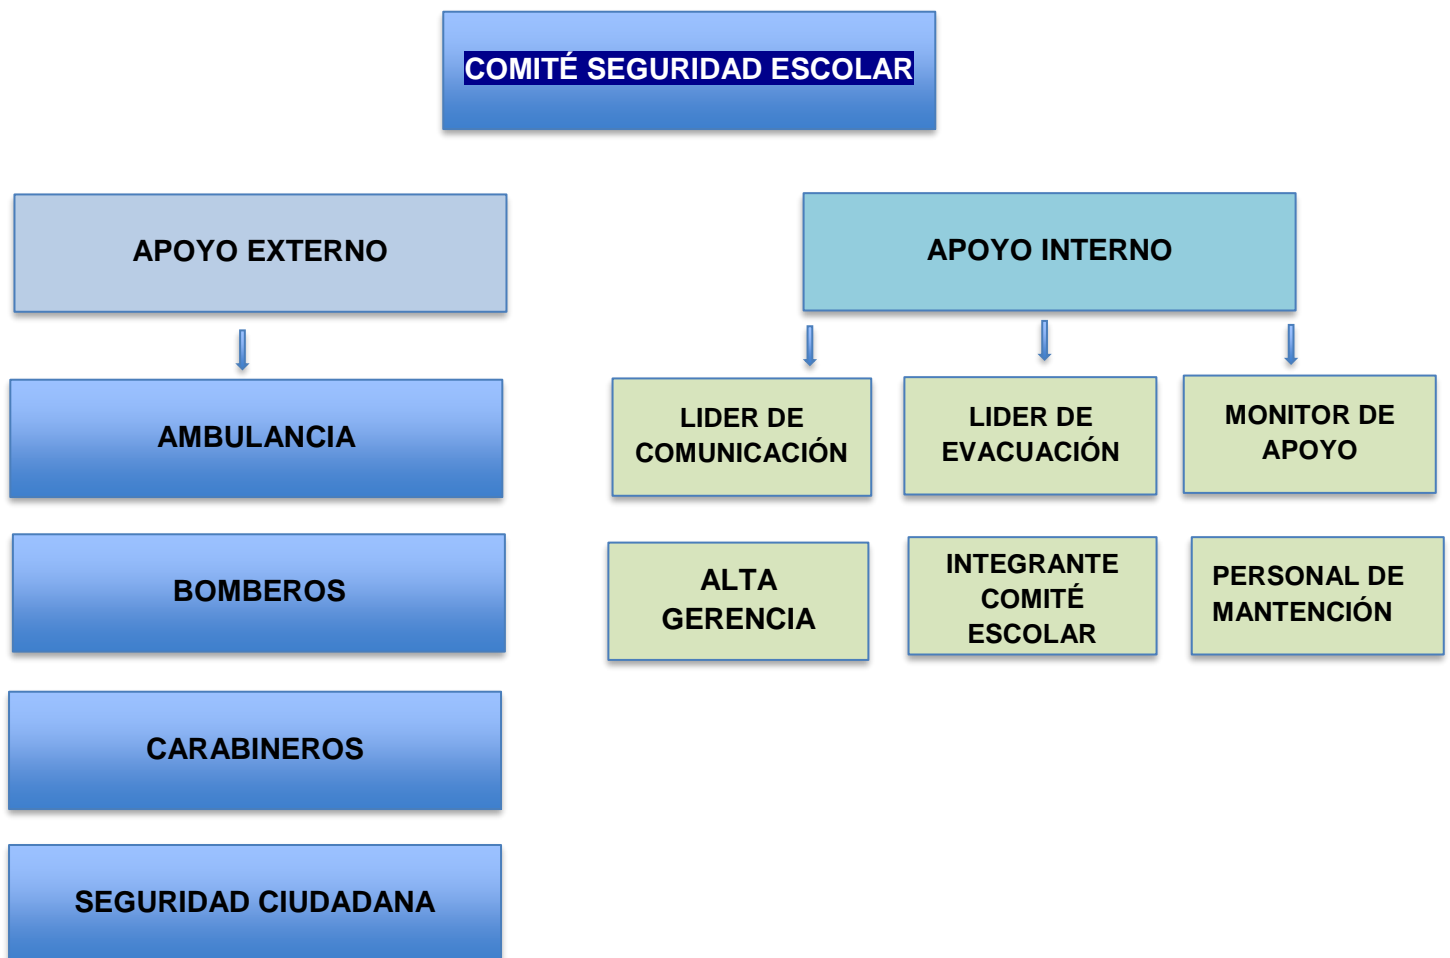 COMITÉ SEGURIDAD ESCOLAR
APOYO EXTERNO
APOYO INTERNO
AMBULANCIA
LIDER DE
COMUNICACIÓN
LIDER DE
EVACUACIÓN
MONITOR DE
APOYO
BOMBEROS
ALTA
GERENCIA
INTEGRANTE
COMITÉ
ESCOLAR
PERSONAL DE
MANTENCIÓN
CARABINEROS
SEGURIDAD CIUDADANA